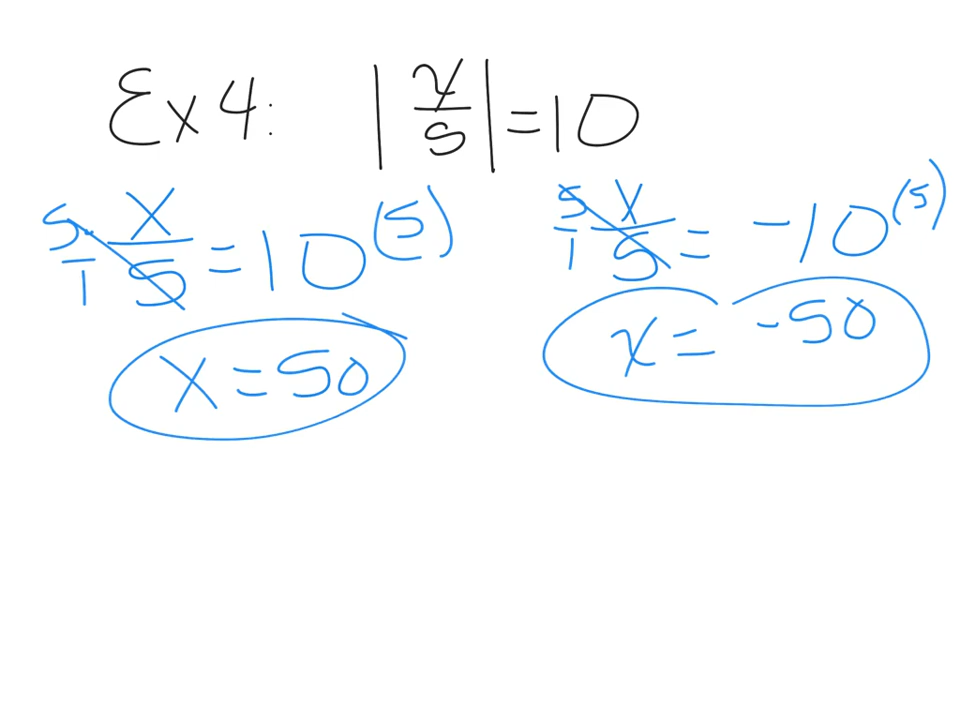 Ex 4: |x/5| = 10
5/1 · x/5 = 10(5)
x = 50
5/1 x/5 = -10(5)
x = -50